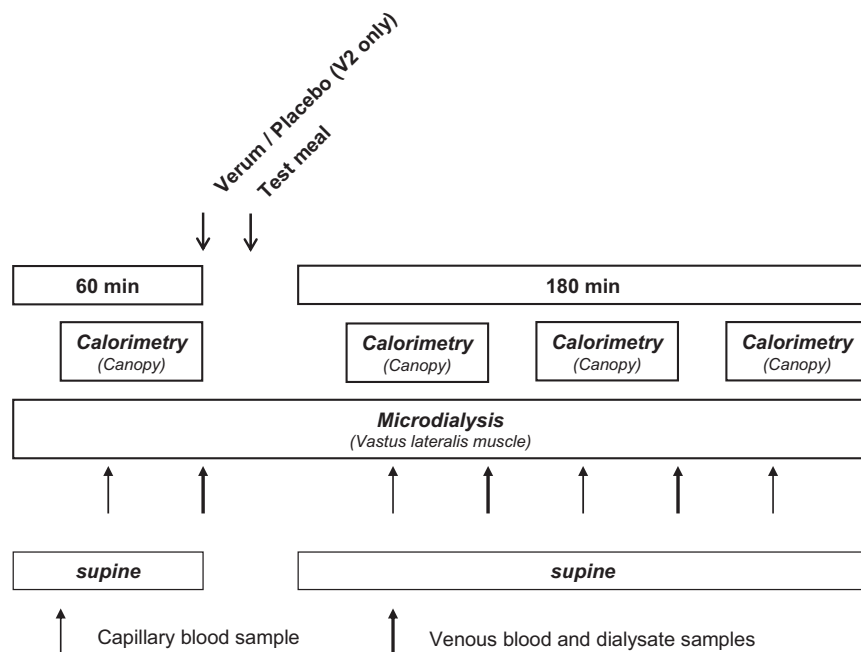 Verum / Placebo (V2 only)
Test meal
60 min
180 min
Calorimetry
(Canopy)
Calorimetry
(Canopy)
Calorimetry
(Canopy)
Calorimetry
(Canopy)
Microdialysis
(Vastus lateralis muscle)
supine
supine
Capillary blood sample
Venous blood and dialysate samples